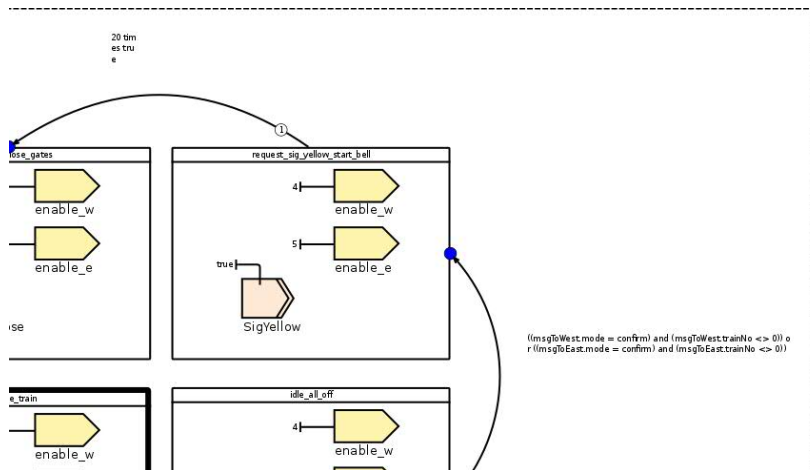 20 tim
es tru
e
1
ose_gates
request_sig_yellow_start_bell
4
enable_w
enable_w
5
enable_e
enable_e
true
SigYellow
ose
((msgToWest.mode = confirm) and (msgToWest.trainNo <> 0)) o
r ((msgToEast.mode = confirm) and (msgToEast.trainNo <> 0))
e_train
idle_all_off
4
enable_w
enable_w